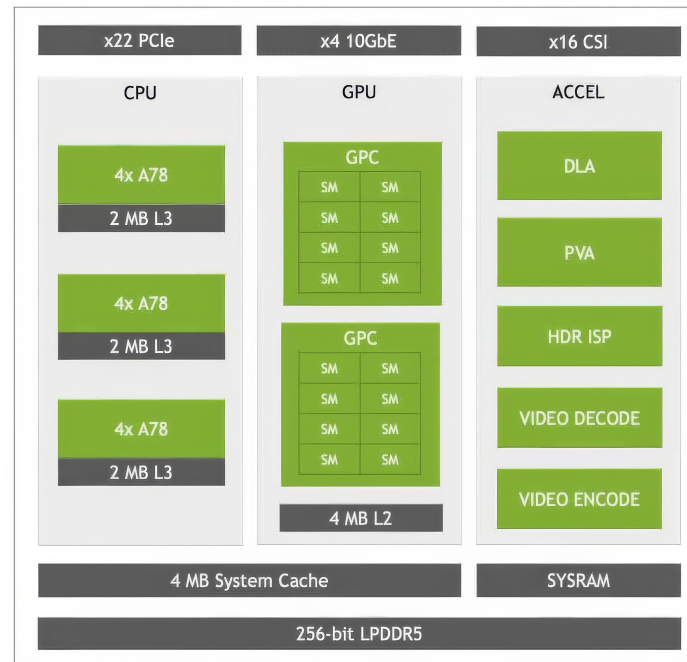 x22 PCIe
x4 10GbE
x16 CSI
CPU
4x A78
2 MB L3
4x A78
2 MB L3
4x A78
2 MB L3
GPU
GPC
SM SM
SM SM
SM SM
SM SM
GPC
SM SM
SM SM
SM SM
SM SM
4 MB L2
ACCEL
DLA
PVA
HDR ISP
VIDEO DECODE
VIDEO ENCODE
4 MB System Cache
SYSRAM
256-bit LPDDR5